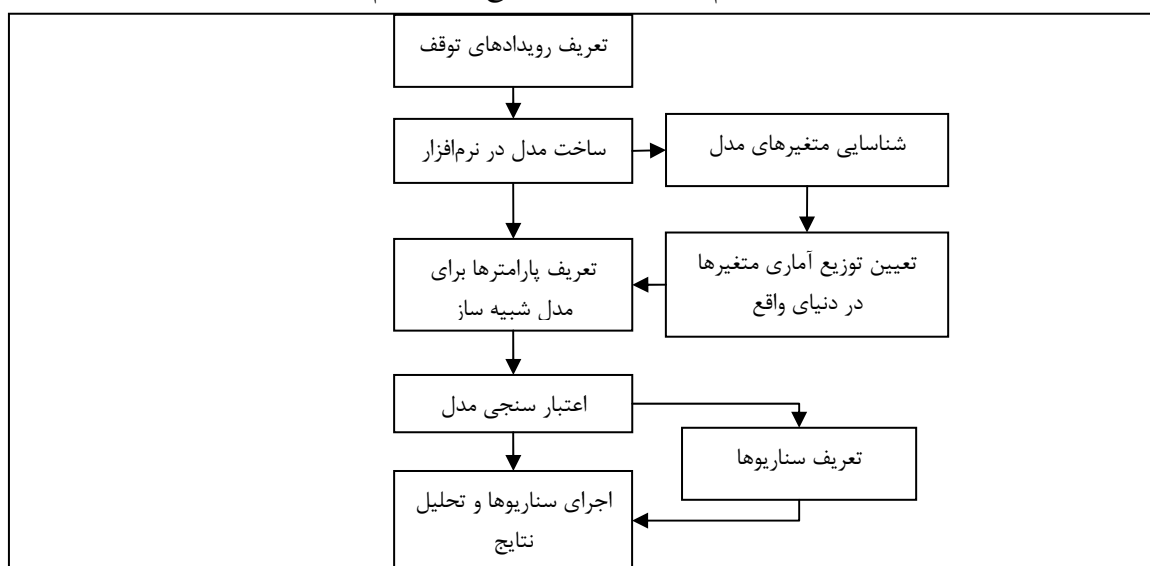 تعریف رویدادهای توقف
ساخت مدل در نرم‌افزار
شناسایی متغیرهای مدل
تعریف پارامترها برای
مدل شبیه ساز
تعیین توزیع آماری متغیرها
در دنیای واقع
اعتبار سنجی مدل
تعریف سناریوها
اجرای سناریوها و تحلیل
نتایج